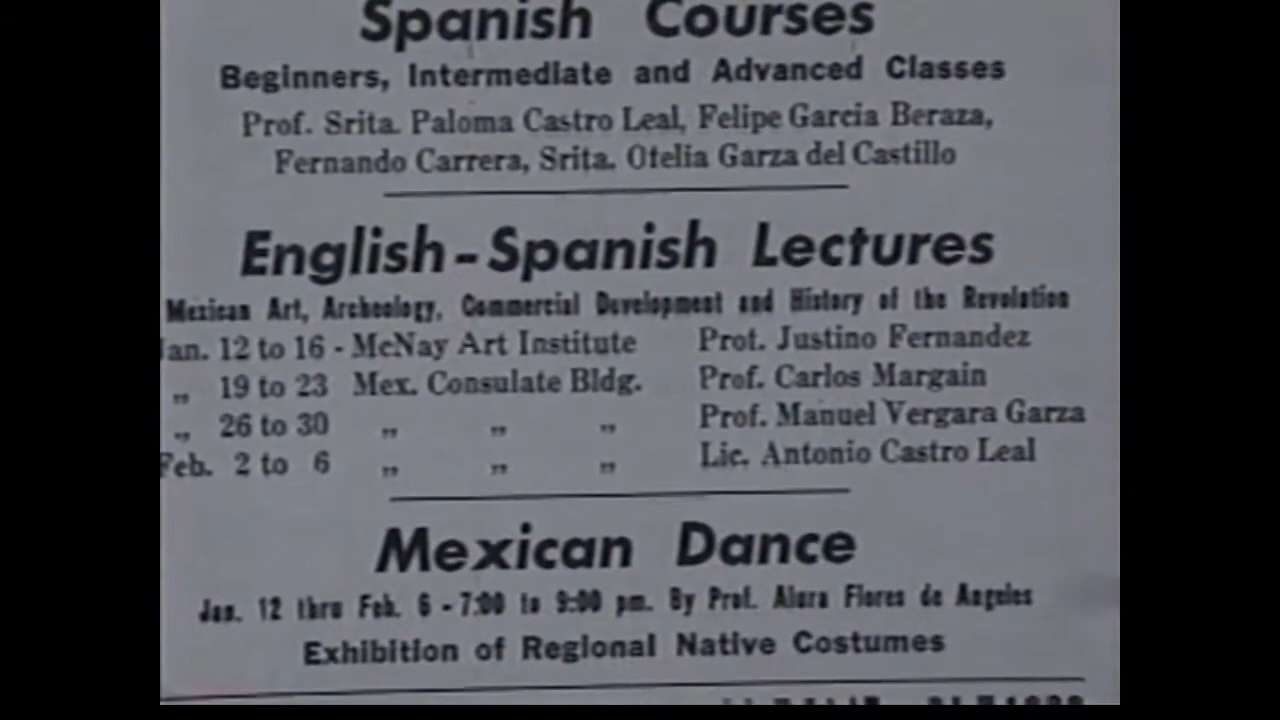 Spanish Courses
Beginners, Intermediate and Advanced Classes
Prof. Srita. Paloma Castro Leal, Felipe Garcia Beraza,
Fernando Carrera, Srita. Otelia Garza del Castillo
English - Spanish Lectures
Mexican Art, Archeology, Commercial Development and History of the Revolution
Jan. 12 to 16 - McNay Art Institute Prof. Justino Fernandez
„ 19 to 23 Mex. Consulate Bldg. Prof. Carlos Margain
„ 26 to 30 „ „ „ Prof. Manuel Vergara Garza
Feb. 2 to 6 „ „ „ Lic. Antonio Castro Leal
Mexican Dance
Jan. 12 thru Feb. 6 - 7:00 to 9:00 pm. By Prof. Alura Flores de Angeles
Exhibition of Regional Native Costumes